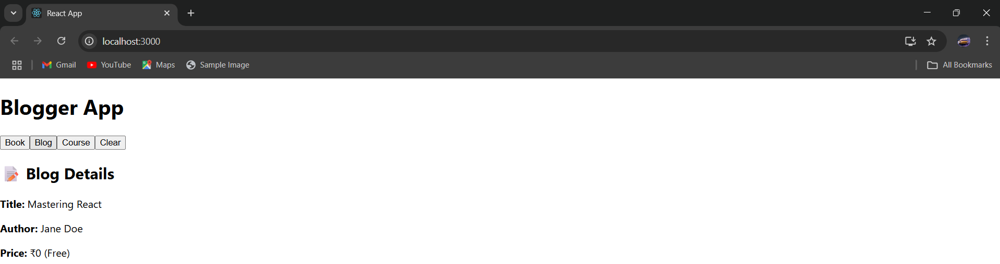 React App
localhost:3000
Gmail YouTube Maps Sample Image All Bookmarks
Blogger App
Book Blog Course Clear
Blog Details
Title: Mastering React
Author: Jane Doe
Price: ₹0 (Free)